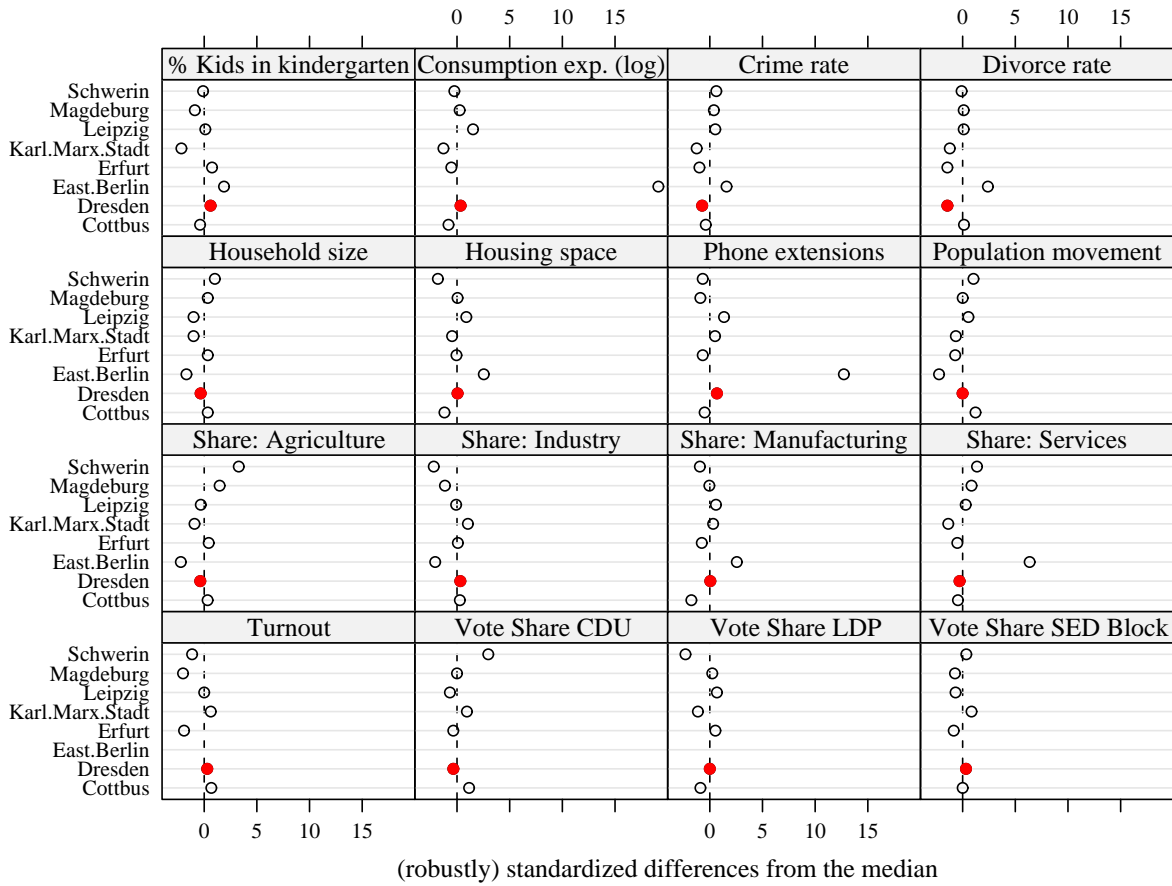 0 5 10 15 0 5 10 15
% Kids in kindergarten Consumption exp. (log) Crime rate Divorce rate
Schwerin
Magdeburg
Leipzig
Karl.Marx.Stadt
Erfurt
East.Berlin
Dresden
Cottbus
Household size Housing space Phone extensions Population movement
Schwerin
Magdeburg
Leipzig
Karl.Marx.Stadt
Erfurt
East.Berlin
Dresden
Cottbus
Share: Agriculture Share: Industry Share: Manufacturing Share: Services
Schwerin
Magdeburg
Leipzig
Karl.Marx.Stadt
Erfurt
East.Berlin
Dresden
Cottbus
Turnout Vote Share CDU Vote Share LDP Vote Share SED Block
Schwerin
Magdeburg
Leipzig
Karl.Marx.Stadt
Erfurt
East.Berlin
Dresden
Cottbus
0 5 10 15 0 5 10 15
(robustly) standardized differences from the median